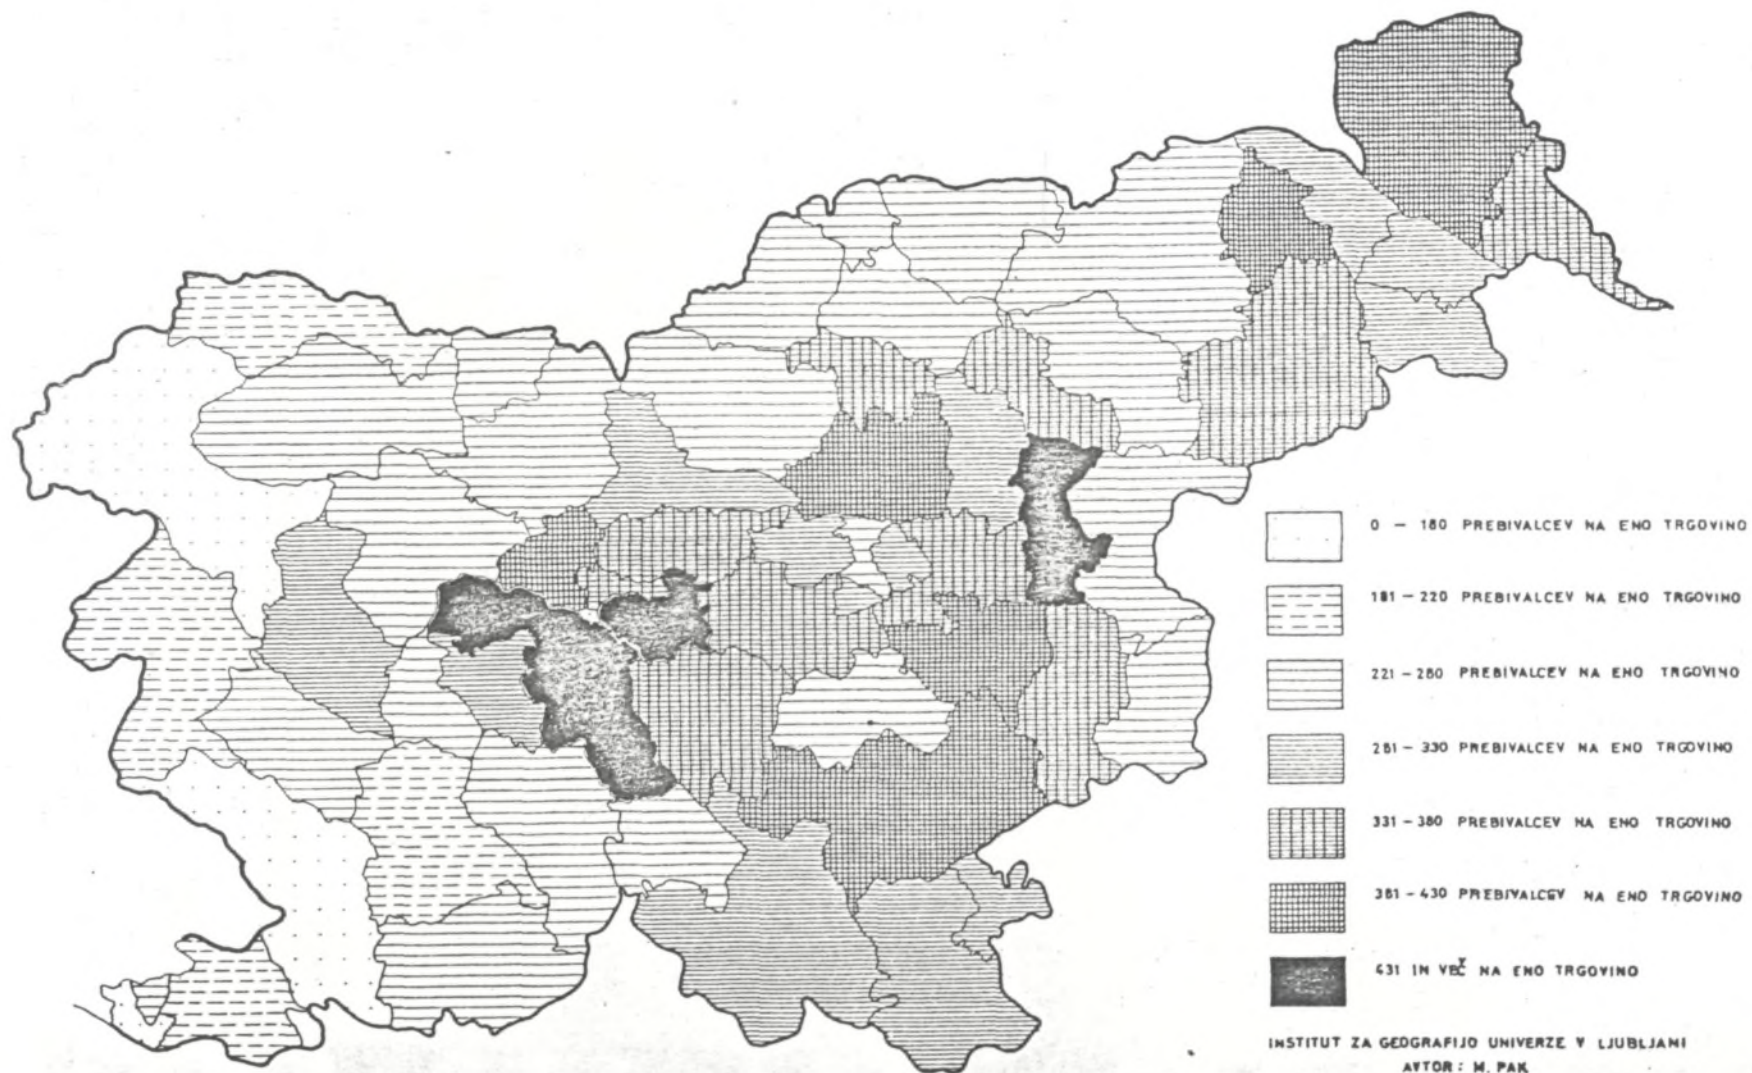 0 - 180 PREBIVALCEV NA ENO TRGOVINO
181 - 220 PREBIVALCEV NA ENO TRGOVINO
221 - 280 PREBIVALCEV NA ENO TRGOVINO
281 - 330 PREBIVALCEV NA ENO TRGOVINO
331 - 380 PREBIVALCEV NA ENO TRGOVINO
381 - 430 PREBIVALCEV NA ENO TRGOVINO
431 IN VEČ NA ENO TRGOVINO
INSTITUT ZA GEOGRAFIJO UNIVERZE V LJUBLJANI
AVTOR: M. PAK